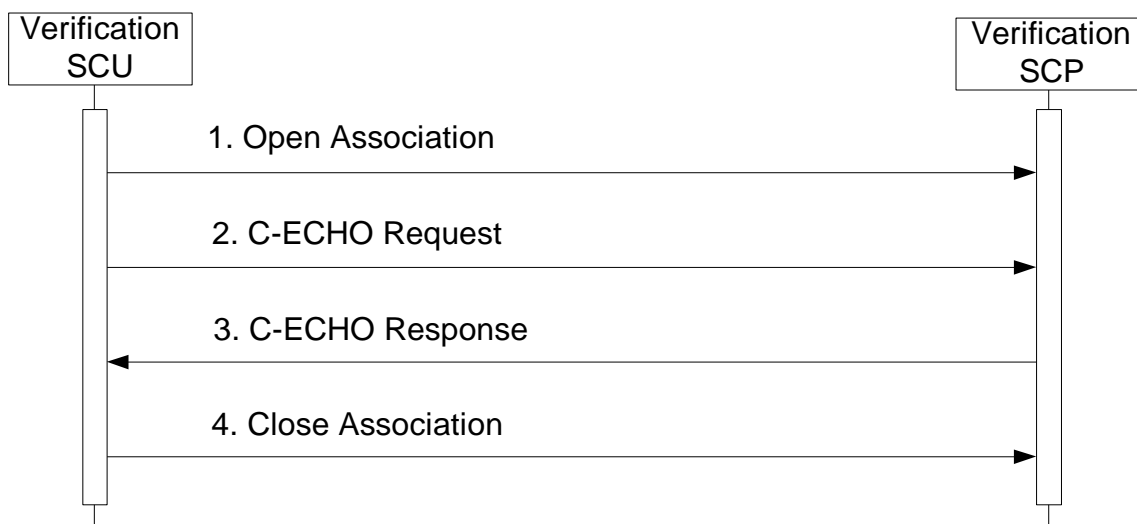 Verification
SCU
Verification
SCP
1. Open Association
2. C-ECHO Request
3. C-ECHO Response
4. Close Association